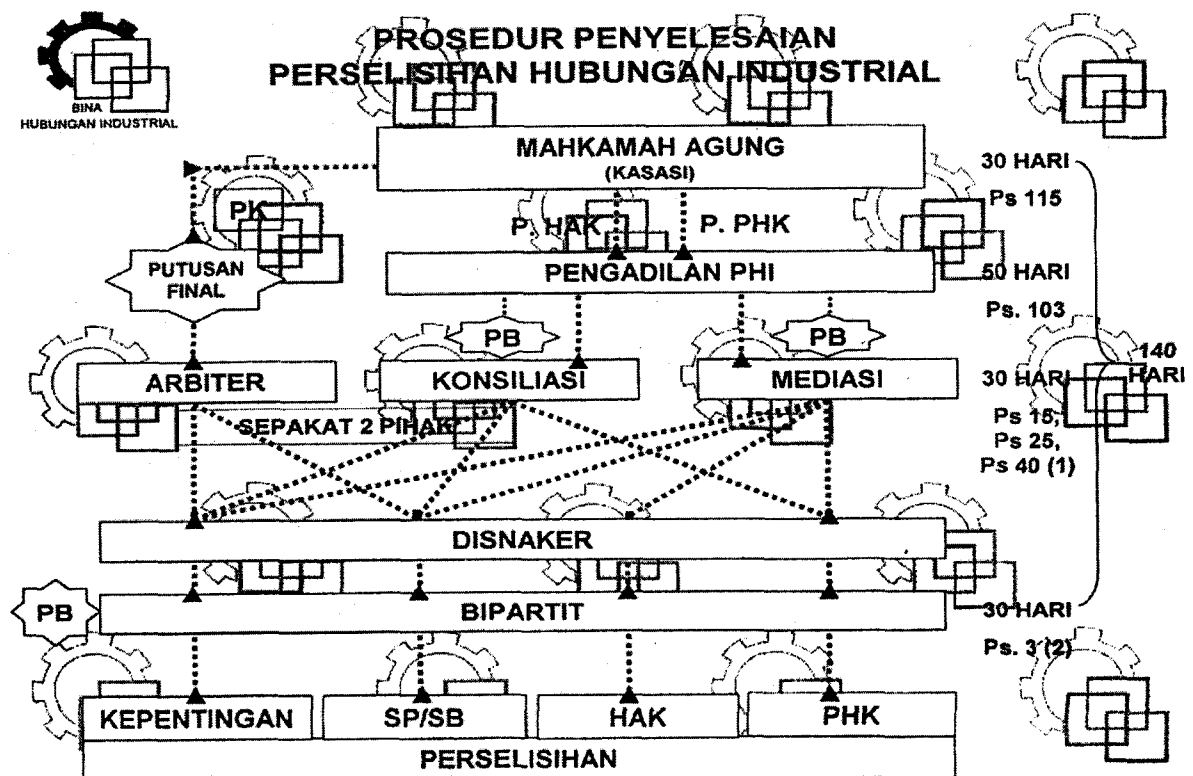 PROSEDUR PENYELESAIAN
PERSELISIHAN HUBUNGAN INDUSTRIAL
BINA
HUBUNGAN INDUSTRIAL
MAHKAMAH AGUNG
(KASASI)
30 HARI
Ps 115
PK
P. HAK
P. PHK
PUTUSAN
FINAL
PENGADILAN PHI
50 HARI
Ps. 103
PB
PB
ARBITER
KONSILIASI
MEDIASI
30 HARI
140
HARI
SEPAKAT 2 PIHAK
Ps 15,
Ps 25,
Ps 40 (1)
DISNAKER
PB
BIPARTIT
30 HARI
Ps. 3 (2)
KEPENTINGAN
SP/SB
HAK
PHK
PERSELISIHAN